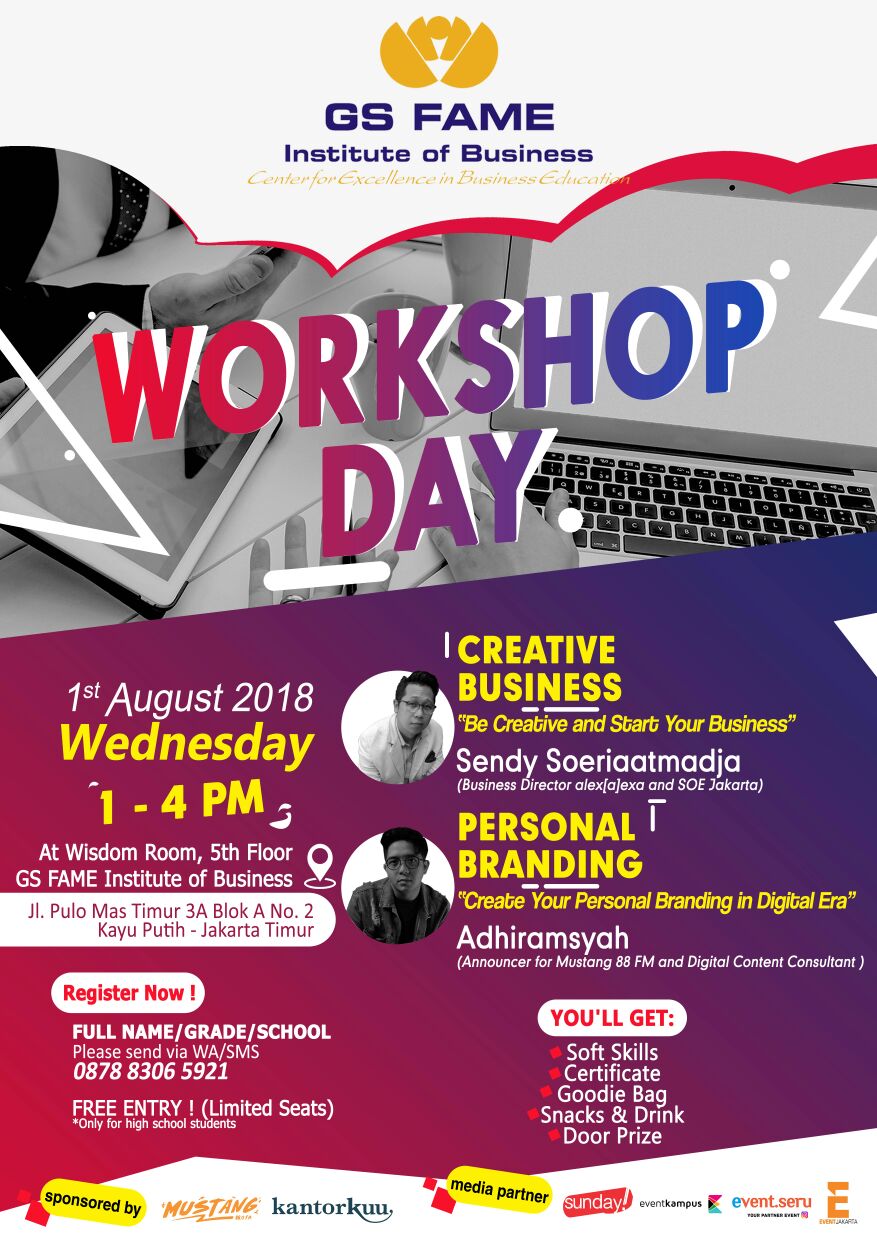 GS FAME
Institute of Business
Center for Excellence in Business Education
WORKSHOP
DAY
1st August 2018
Wednesday
1 - 4 PM
At Wisdom Room, 5th Floor
GS FAME Institute of Business
Jl. Pulo Mas Timur 3A Blok A No. 2
Kayu Putih - Jakarta Timur
CREATIVE
BUSINESS
"Be Creative and Start Your Business"
Sendy Soeriaatmadja
(Business Director alex[a]exa and SOE Jakarta)
PERSONAL
BRANDING
"Create Your Personal Branding in Digital Era"
Adhiramsyah
(Announcer for Mustang 88 FM and Digital Content Consultant )
Register Now !
FULL NAME/GRADE/SCHOOL
Please send via WA/SMS
0878 8306 5921
FREE ENTRY ! (Limited Seats)
*Only for high school students
YOU'LL GET:
Soft Skills
Certificate
Goodie Bag
Snacks & Drink
Door Prize
sponsored by
MUSTANG
kantorkuu,
media partner
sunday!
eventkampus
event.seru
YOUR PARTNER EVENT
EVENTJAKARTA